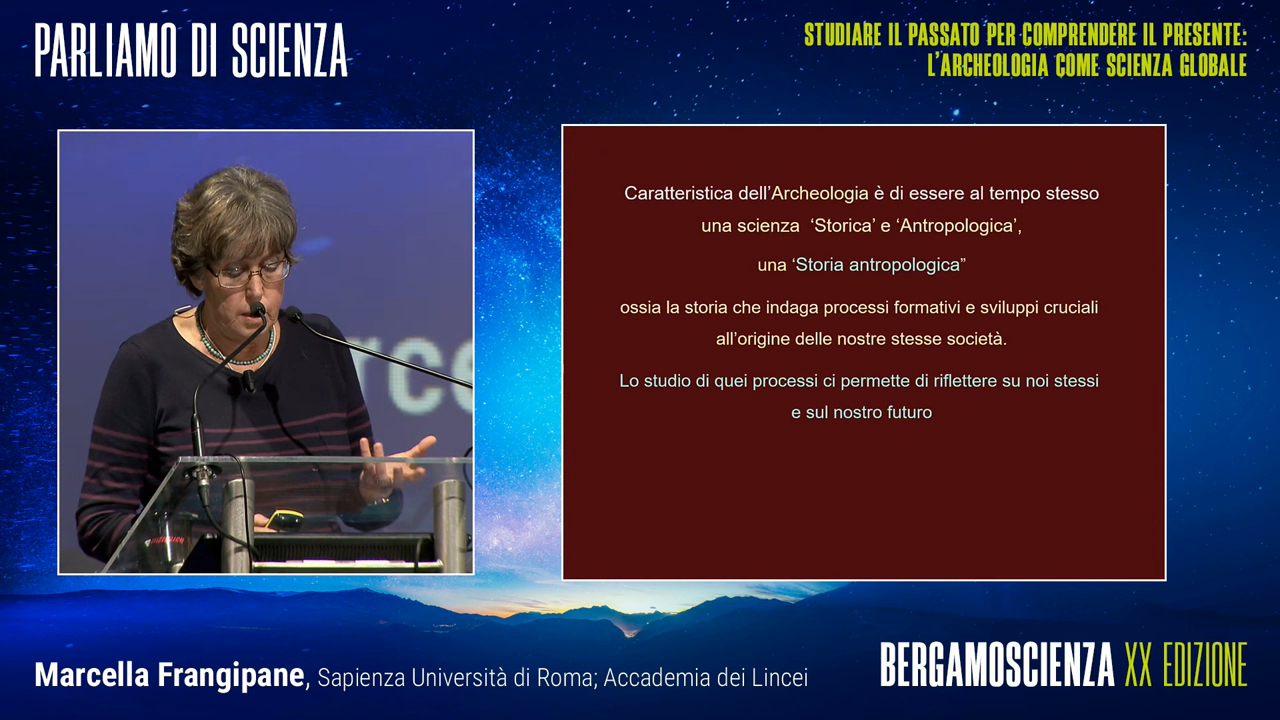 PARLIAMO DI SCIENZA
STUDIARE IL PASSATO PER COMPRENDERE IL PRESENTE:
L'ARCHEOLOGIA COME SCIENZA GLOBALE
Caratteristica dell'Archeologia è di essere al tempo stesso
una scienza 'Storica' e 'Antropologica',
una 'Storia antropologica"
ossia la storia che indaga processi formativi e sviluppi cruciali
all'origine delle nostre stesse società.
Lo studio di quei processi ci permette di riflettere su noi stessi
e sul nostro futuro
rce
Marcella Frangipane, Sapienza Università di Roma; Accademia dei Lincei
BERGAMOSCIENZA XX EDIZIONE